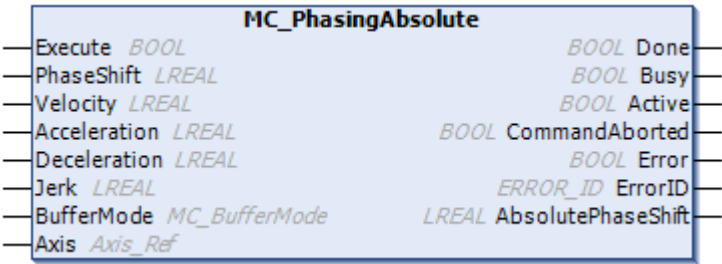 MC_PhasingAbsolute
Execute BOOL BOOL Done
PhaseShift LREAL BOOL Busy
Velocity LREAL BOOL Active
Acceleration LREAL BOOL CommandAborted
Deceleration LREAL BOOL Error
Jerk LREAL ERROR_ID ErrorID
BufferMode MC_BufferMode LREAL AbsolutePhaseShift
Axis Axis_Ref